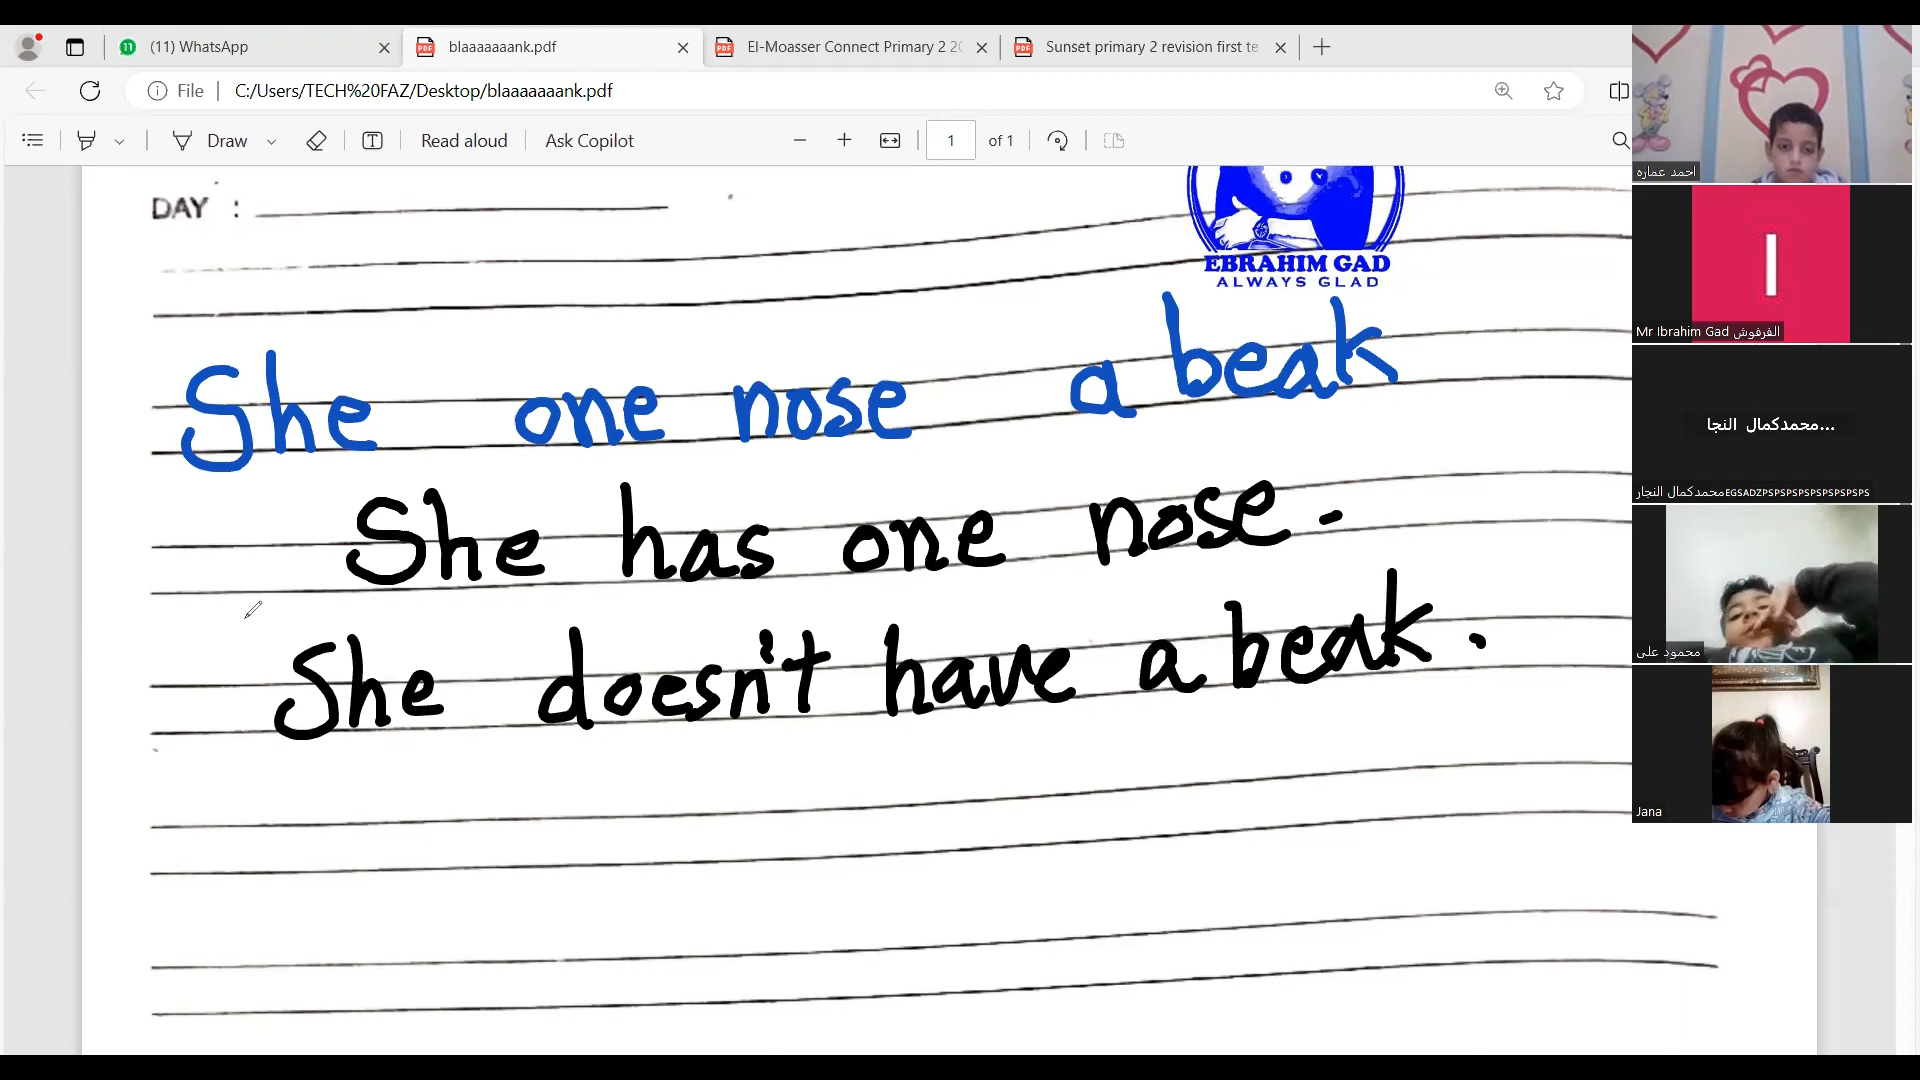 (11) WhatsApp
blaaaaaaank.pdf
El-Moasser Connect Primary 2 20
Sunset primary 2 revision first te
File
C:/Users/TECH%20FAZ/Desktop/blaaaaaaank.pdf
Draw
Read aloud
Ask Copilot
1 of 1
DAY :
EBRAHIM GAD
ALWAYS GLAD
She one nose a beak
She has one nose.
She doesn't have a beak.
احمد عماره
I
Mr Ibrahim Gad الفرفوش
محمدكمال النجا...
محمدكمال النجارEGSADZPSPSPSPSPSPSPSPSPS
محمود على
Jana